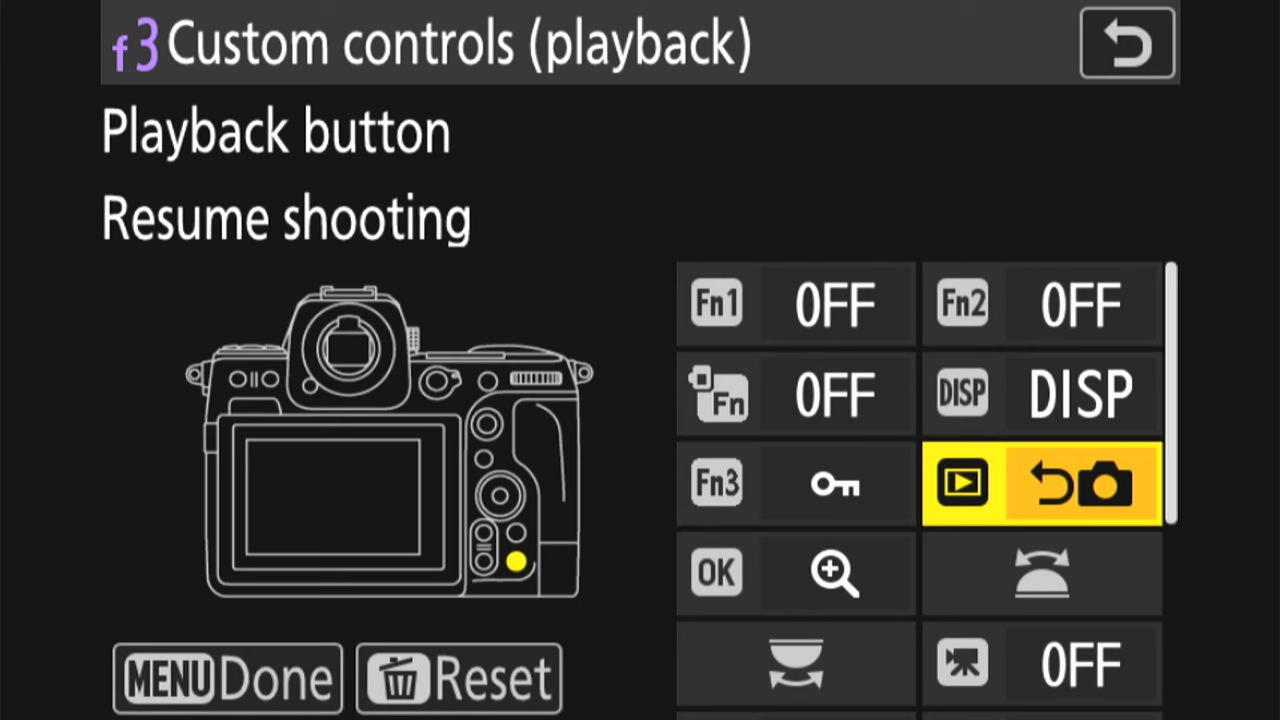 f3 Custom controls (playback)
Playback button
Resume shooting
Fn1 OFF Fn2 OFF
Fn OFF DISP DISP
Fn3
OK
OFF
MENU Done Reset